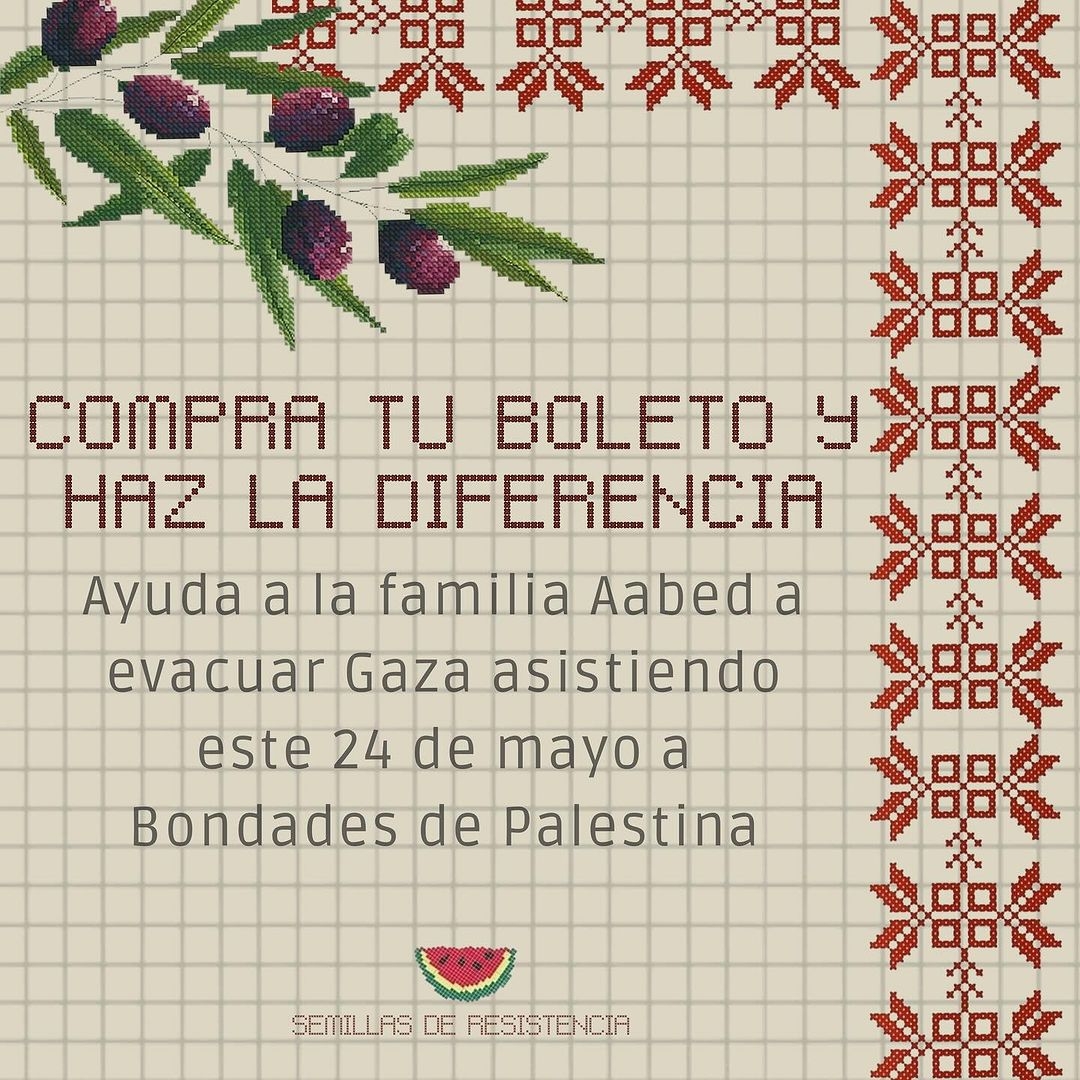 COMPRA TU BOLETO Y
HAZ LA DIFERENCIA
Ayuda a la familia Aabed a
evacuar Gaza asistiendo
este 24 de mayo a
Bondades de Palestina
SEMILLAS DE RESISTENCIA